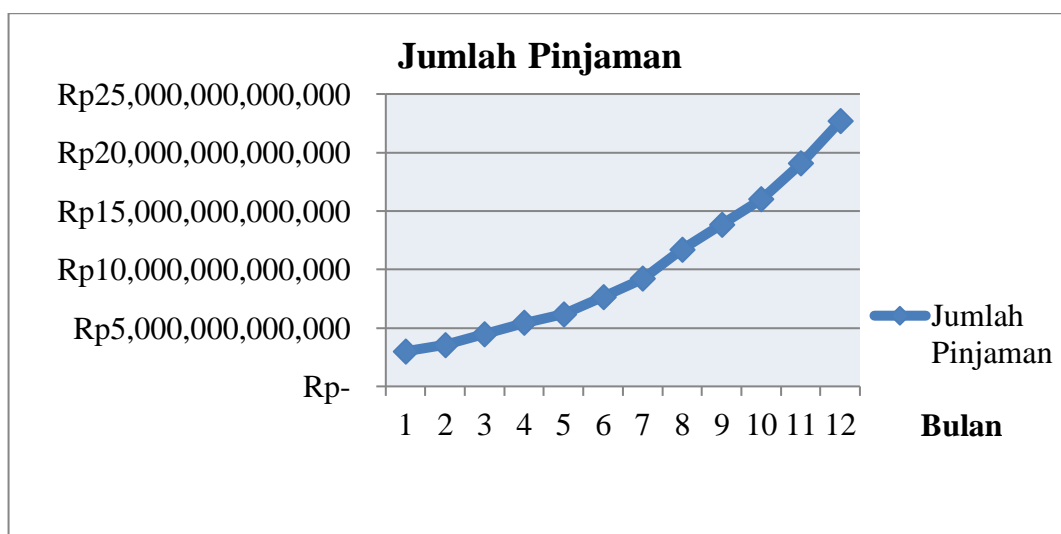 Jumlah Pinjaman
Rp25,000,000,000,000
Rp20,000,000,000,000
Rp15,000,000,000,000
Rp10,000,000,000,000
Rp5,000,000,000,000
Rp-
1 2 3 4 5 6 7 8 9 10 11 12
Bulan
Jumlah
Pinjaman